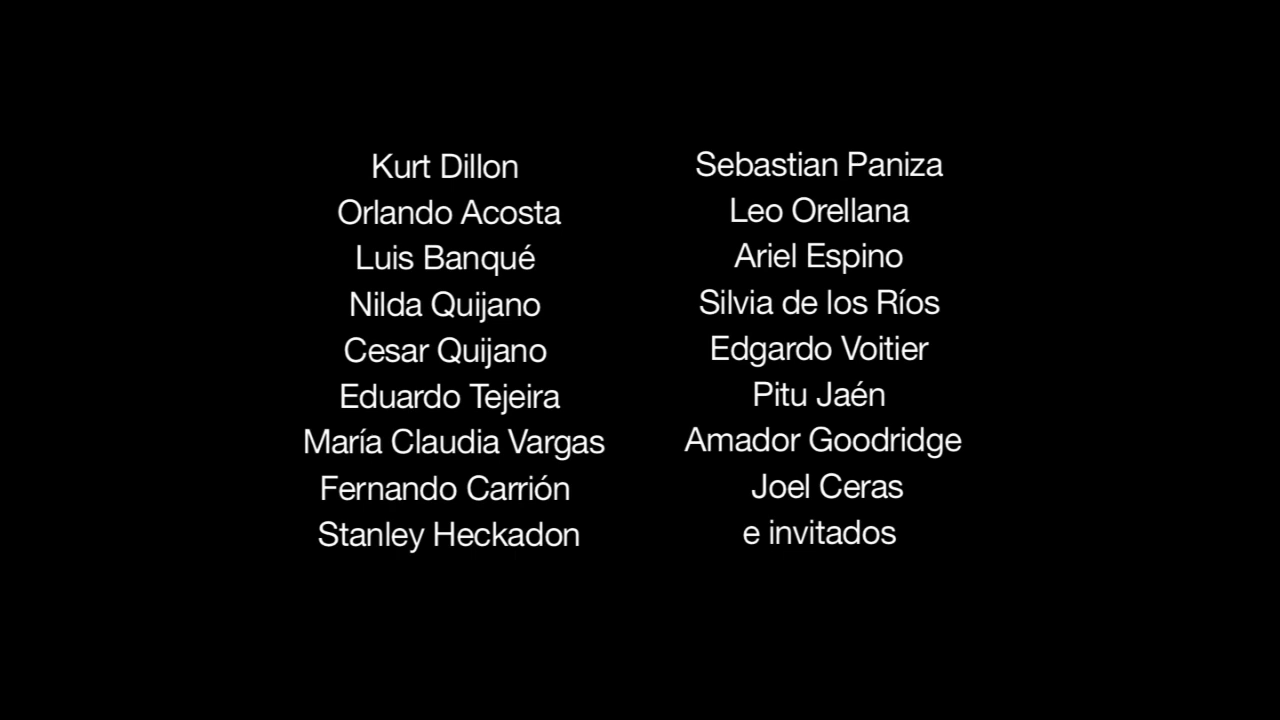 Kurt Dillon
Orlando Acosta
Luis Banqué
Nilda Quijano
Cesar Quijano
Eduardo Tejeira
María Claudia Vargas
Fernando Carrión
Stanley Heckadon
Sebastian Paniza
Leo Orellana
Ariel Espino
Silvia de los Ríos
Edgardo Voitier
Pitu Jaén
Amador Goodridge
Joel Ceras
e invitados